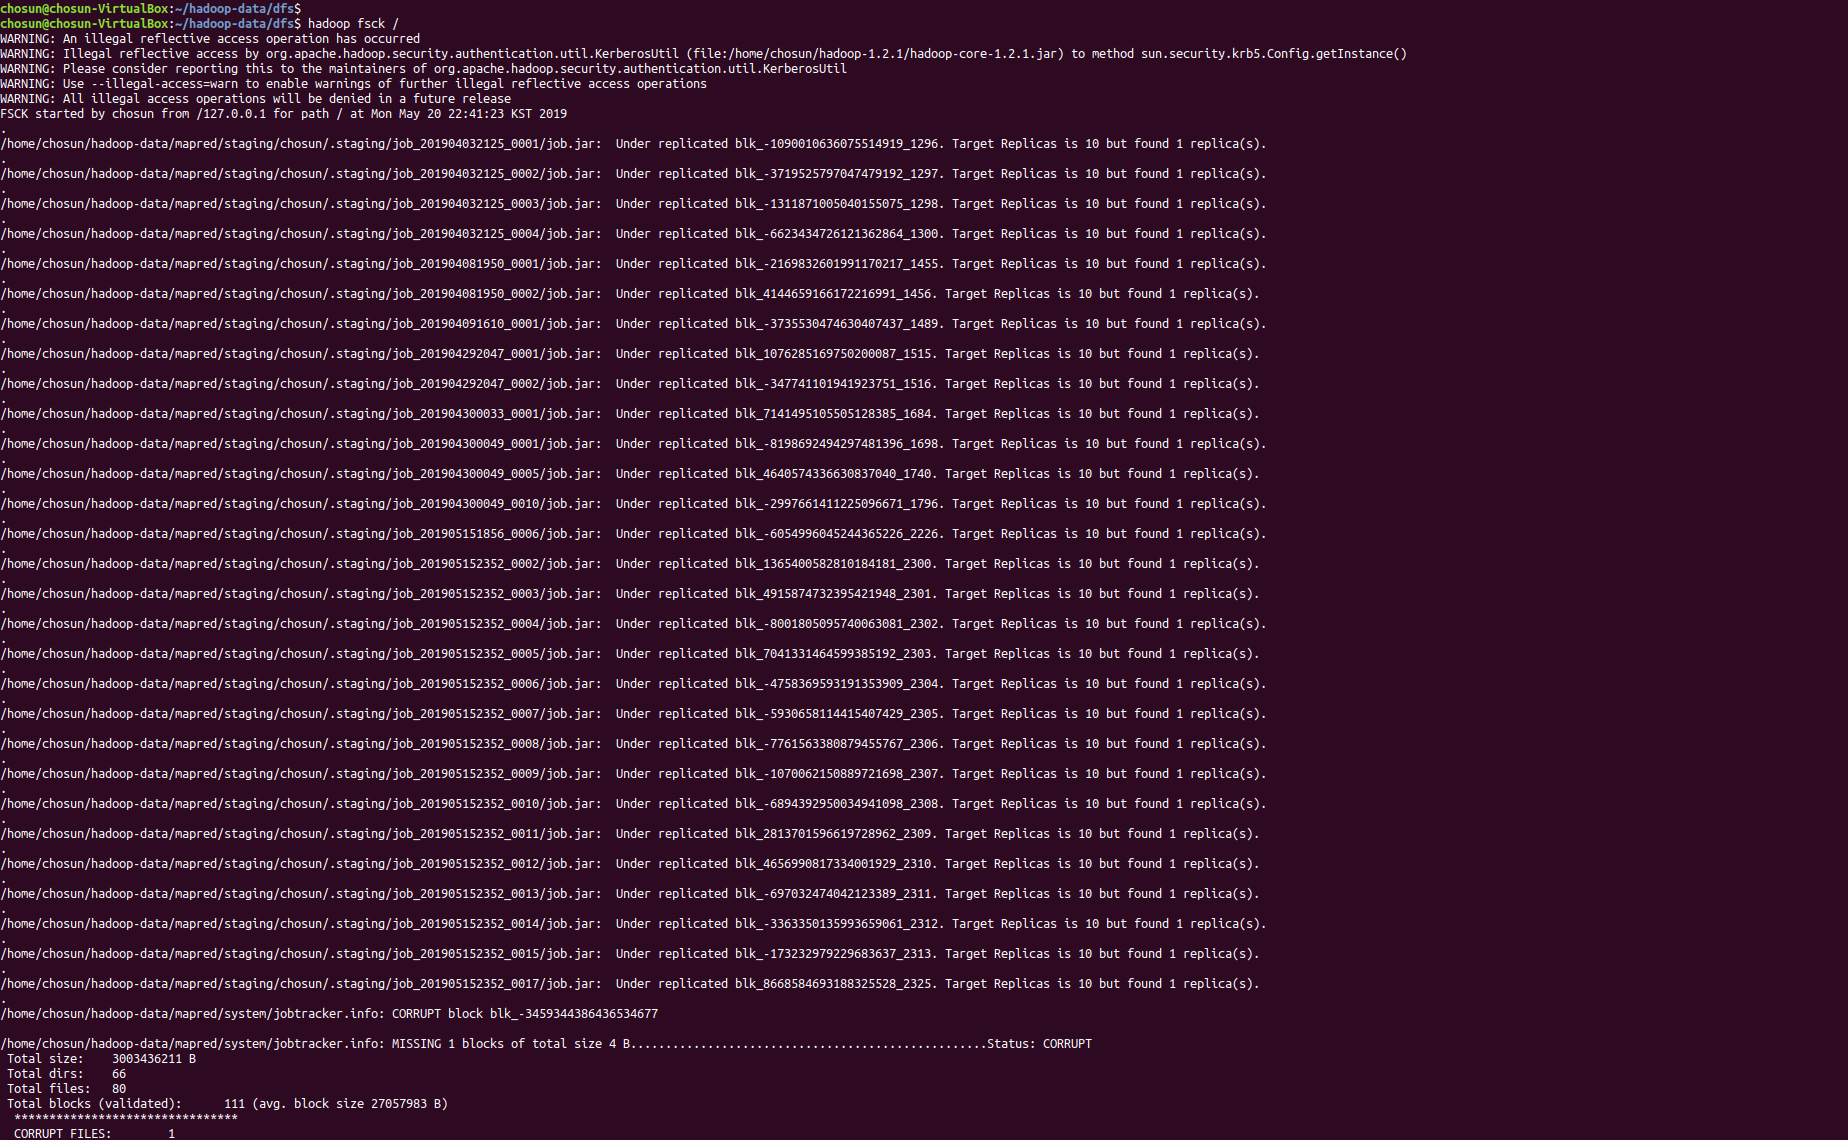 chosun@chosun-VirtualBox:~/hadoop-data/dfs$
chosun@chosun-VirtualBox:~/hadoop-data/dfs$ hadoop fsck /
WARNING: An illegal reflective access operation has occurred
WARNING: Illegal reflective access by org.apache.hadoop.security.authentication.util.KerberosUtil (file:/home/chosun/hadoop-1.2.1/hadoop-core-1.2.1.jar) to method sun.security.krb5.Config.getInstance()
WARNING: Please consider reporting this to the maintainers of org.apache.hadoop.security.authentication.util.KerberosUtil
WARNING: Use --illegal-access=warn to enable warnings of further illegal reflective access operations
WARNING: All illegal access operations will be denied in a future release
FSCK started by chosun from /127.0.0.1 for path / at Mon May 20 22:41:23 KST 2019
.
/home/chosun/hadoop-data/mapred/staging/chosun/.staging/job_201904032125_0001/job.jar:  Under replicated blk_-1090010636075514919_1296. Target Replicas is 10 but found 1 replica(s).
.
/home/chosun/hadoop-data/mapred/staging/chosun/.staging/job_201904032125_0002/job.jar:  Under replicated blk_-3719525797047479192_1297. Target Replicas is 10 but found 1 replica(s).
.
/home/chosun/hadoop-data/mapred/staging/chosun/.staging/job_201904032125_0003/job.jar:  Under replicated blk_-1311871005040155075_1298. Target Replicas is 10 but found 1 replica(s).
.
/home/chosun/hadoop-data/mapred/staging/chosun/.staging/job_201904032125_0004/job.jar:  Under replicated blk_-6623434726121362864_1300. Target Replicas is 10 but found 1 replica(s).
.
/home/chosun/hadoop-data/mapred/staging/chosun/.staging/job_201904081950_0001/job.jar:  Under replicated blk_-2169832601991170217_1455. Target Replicas is 10 but found 1 replica(s).
.
/home/chosun/hadoop-data/mapred/staging/chosun/.staging/job_201904081950_0002/job.jar:  Under replicated blk_4144659166172216991_1456. Target Replicas is 10 but found 1 replica(s).
.
/home/chosun/hadoop-data/mapred/staging/chosun/.staging/job_201904091610_0001/job.jar:  Under replicated blk_-3735530474630407437_1489. Target Replicas is 10 but found 1 replica(s).
.
/home/chosun/hadoop-data/mapred/staging/chosun/.staging/job_201904292047_0001/job.jar:  Under replicated blk_1076285169750200087_1515. Target Replicas is 10 but found 1 replica(s).
.
/home/chosun/hadoop-data/mapred/staging/chosun/.staging/job_201904292047_0002/job.jar:  Under replicated blk_-347741101941923751_1516. Target Replicas is 10 but found 1 replica(s).
.
/home/chosun/hadoop-data/mapred/staging/chosun/.staging/job_201904300033_0001/job.jar:  Under replicated blk_7141495105505128385_1684. Target Replicas is 10 but found 1 replica(s).
.
/home/chosun/hadoop-data/mapred/staging/chosun/.staging/job_201904300049_0001/job.jar:  Under replicated blk_-8198692494297481396_1698. Target Replicas is 10 but found 1 replica(s).
.
/home/chosun/hadoop-data/mapred/staging/chosun/.staging/job_201904300049_0005/job.jar:  Under replicated blk_4640574336630837040_1740. Target Replicas is 10 but found 1 replica(s).
.
/home/chosun/hadoop-data/mapred/staging/chosun/.staging/job_201904300049_0010/job.jar:  Under replicated blk_-2997661411225096671_1796. Target Replicas is 10 but found 1 replica(s).
.
/home/chosun/hadoop-data/mapred/staging/chosun/.staging/job_201905151856_0006/job.jar:  Under replicated blk_-6054996045244365226_2226. Target Replicas is 10 but found 1 replica(s).
.
/home/chosun/hadoop-data/mapred/staging/chosun/.staging/job_201905152352_0002/job.jar:  Under replicated blk_1365400582810184181_2300. Target Replicas is 10 but found 1 replica(s).
.
/home/chosun/hadoop-data/mapred/staging/chosun/.staging/job_201905152352_0003/job.jar:  Under replicated blk_4915874732395421948_2301. Target Replicas is 10 but found 1 replica(s).
.
/home/chosun/hadoop-data/mapred/staging/chosun/.staging/job_201905152352_0004/job.jar:  Under replicated blk_-8001805095740063081_2302. Target Replicas is 10 but found 1 replica(s).
.
/home/chosun/hadoop-data/mapred/staging/chosun/.staging/job_201905152352_0005/job.jar:  Under replicated blk_7041331464599385192_2303. Target Replicas is 10 but found 1 replica(s).
.
/home/chosun/hadoop-data/mapred/staging/chosun/.staging/job_201905152352_0006/job.jar:  Under replicated blk_-4758369593191353909_2304. Target Replicas is 10 but found 1 replica(s).
.
/home/chosun/hadoop-data/mapred/staging/chosun/.staging/job_201905152352_0007/job.jar:  Under replicated blk_-5930658114415407429_2305. Target Replicas is 10 but found 1 replica(s).
.
/home/chosun/hadoop-data/mapred/staging/chosun/.staging/job_201905152352_0008/job.jar:  Under replicated blk_-7761563380879455767_2306. Target Replicas is 10 but found 1 replica(s).
.
/home/chosun/hadoop-data/mapred/staging/chosun/.staging/job_201905152352_0009/job.jar:  Under replicated blk_-1070062150889721698_2307. Target Replicas is 10 but found 1 replica(s).
.
/home/chosun/hadoop-data/mapred/staging/chosun/.staging/job_201905152352_0010/job.jar:  Under replicated blk_-6894392950034941098_2308. Target Replicas is 10 but found 1 replica(s).
.
/home/chosun/hadoop-data/mapred/staging/chosun/.staging/job_201905152352_0011/job.jar:  Under replicated blk_2813701596619728962_2309. Target Replicas is 10 but found 1 replica(s).
.
/home/chosun/hadoop-data/mapred/staging/chosun/.staging/job_201905152352_0012/job.jar:  Under replicated blk_4656990817334001929_2310. Target Replicas is 10 but found 1 replica(s).
.
/home/chosun/hadoop-data/mapred/staging/chosun/.staging/job_201905152352_0013/job.jar:  Under replicated blk_-697032474042123389_2311. Target Replicas is 10 but found 1 replica(s).
.
/home/chosun/hadoop-data/mapred/staging/chosun/.staging/job_201905152352_0014/job.jar:  Under replicated blk_-3363350135993659061_2312. Target Replicas is 10 but found 1 replica(s).
.
/home/chosun/hadoop-data/mapred/staging/chosun/.staging/job_201905152352_0015/job.jar:  Under replicated blk_-173232979229683637_2313. Target Replicas is 10 but found 1 replica(s).
.
/home/chosun/hadoop-data/mapred/staging/chosun/.staging/job_201905152352_0017/job.jar:  Under replicated blk_8668584693188325528_2325. Target Replicas is 10 but found 1 replica(s).
.
/home/chosun/hadoop-data/mapred/system/jobtracker.info: CORRUPT block blk_-3459344386436534677
/home/chosun/hadoop-data/mapred/system/jobtracker.info: MISSING 1 blocks of total size 4 B...................................................Status: CORRUPT
 Total size:    3003436211 B
 Total dirs:    66
 Total files:   80
 Total blocks (validated):      111 (avg. block size 27057983 B)
  ********************************
  CORRUPT FILES:        1